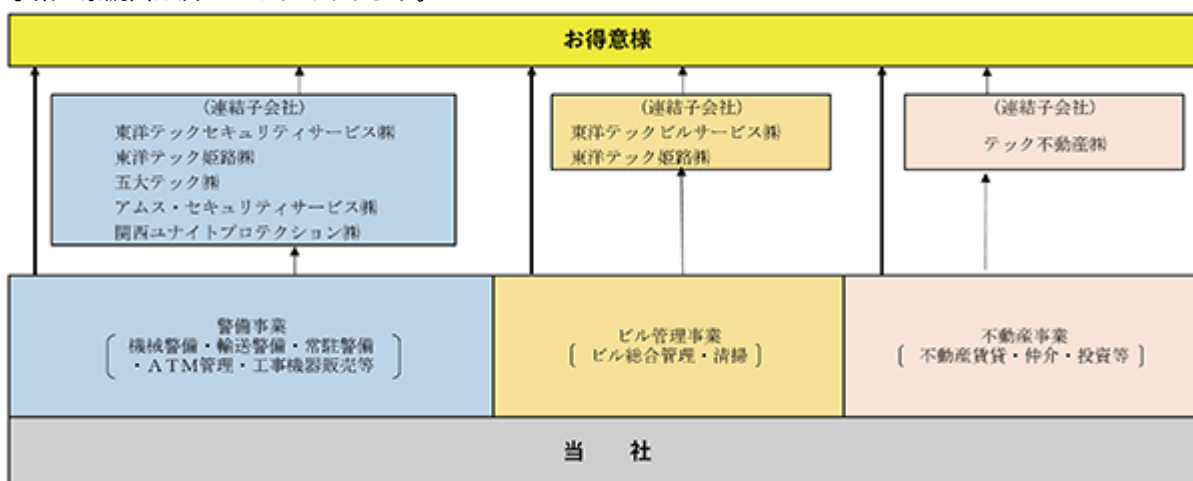 お得意様
(連結子会社)
東洋テックセキュリティサービス㈱
東洋テック姫路㈱
五大テック㈱
アムス・セキュリティサービス㈱
関西ユナイトプロテクション㈱
(連結子会社)
東洋テックビルサービス㈱
東洋テック姫路㈱
(連結子会社)
テック不動産㈱
警備事業
機械警備・輸送警備・常駐警備
・ATM管理・工事機器販売等
ビル管理事業
〔 ビル総合管理・清掃 〕
不動産事業
〔 不動産賃貸・仲介・投資等 〕
当 社